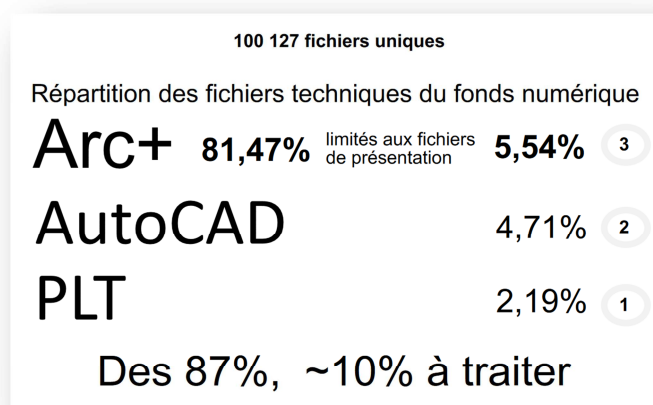 100 127 fichiers uniques
Répartition des fichiers techniques du fonds numérique
Arc+ 81,47% limités aux fichiers de présentation 5,54% 3
AutoCAD 4,71% 2
PLT 2,19% 1
Des 87%, ~10% à traiter